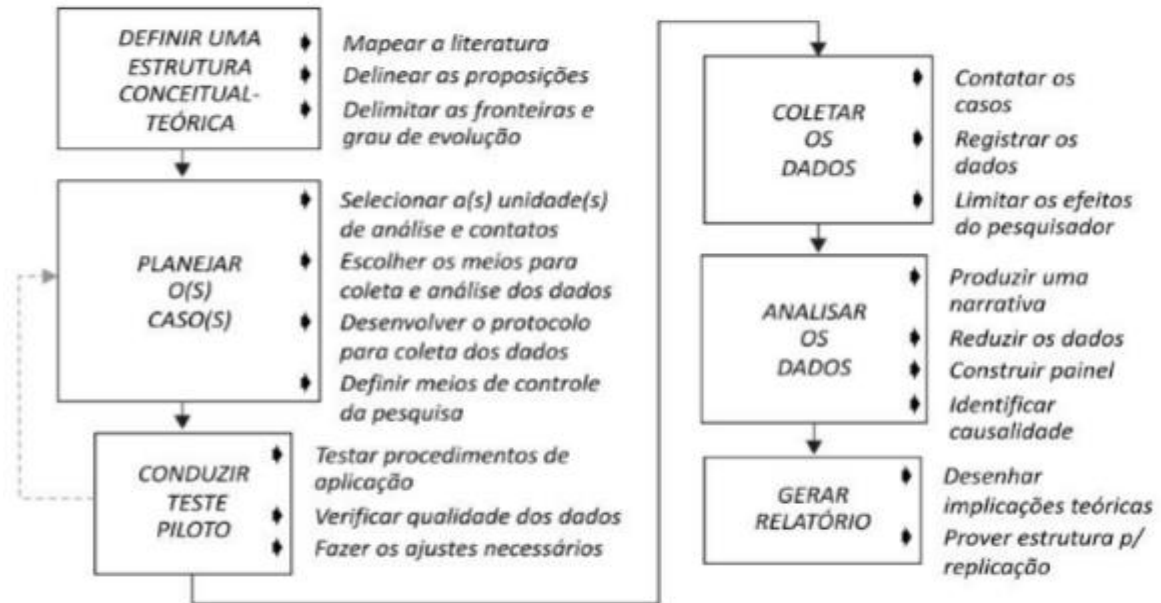 DEFINIR UMA
ESTRUTURA
CONCEITUAL-
TEÓRICA
Mapear a literatura
Delinear as proposições
Delimitar as fronteiras e
grau de evolução
PLANEJAR
O(S)
CASO(S)
Selecionar a(s) unidade(s)
de análise e contatos
Escolher os meios para
coleta e análise dos dados
Desenvolver o protocolo
para coleta dos dados
Definir meios de controle
da pesquisa
CONDUZIR
TESTE
PILOTO
Testar procedimentos de
aplicação
Verificar qualidade dos dados
Fazer os ajustes necessários
COLETAR
OS
DADOS
Contatar os
casos
Registrar os
dados
Limitar os efeitos
do pesquisador
ANALISAR
OS
DADOS
Produzir uma
narrativa
Reduzir os dados
Construir painel
Identificar
causalidade
GERAR
RELATÓRIO
Desenhar
implicações teóricas
Prover estrutura p/
replicação